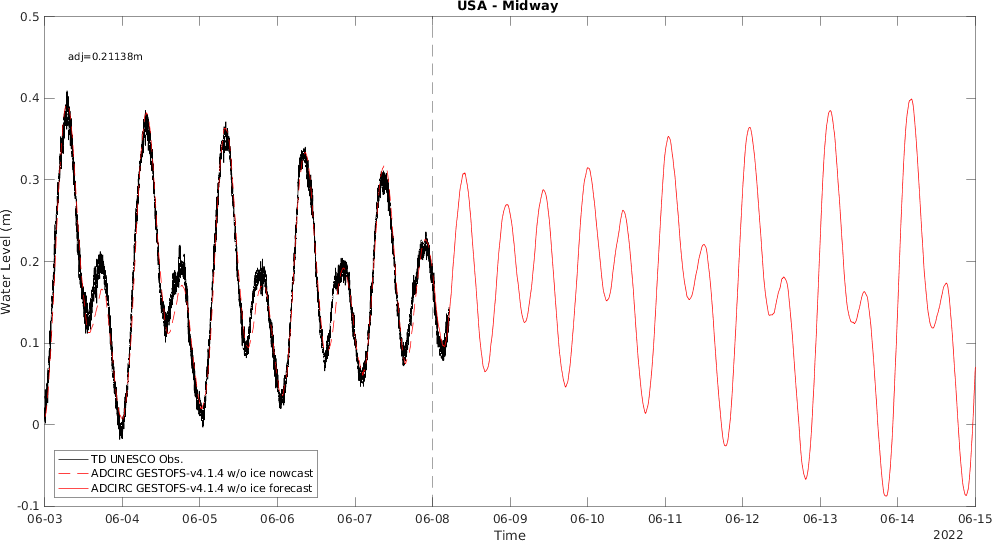 USA - Midway
adj=0.21138m
Water Level (m)
0.5
0.4
0.3
0.2
0.1
0
-0.1
TD UNESCO Obs.
ADCIRC GESTOFS-v4.1.4 w/o ice nowcast
ADCIRC GESTOFS-v4.1.4 w/o ice forecast
06-03 06-04 06-05 06-06 06-07 06-08 06-09 06-10 06-11 06-12 06-13 06-14 06-15
Time
2022